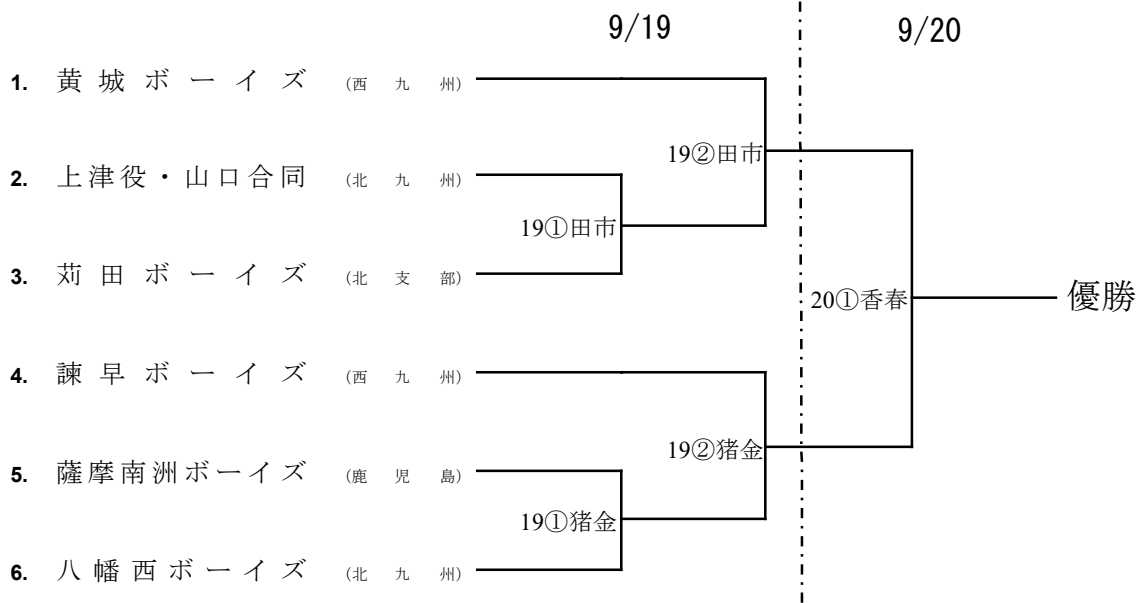 9/19 9/20
1. 黄城ボーイズ (西九州)
19②田市
2. 上津役・山口合同 (北九州)
19①田市
3. 苅田ボーイズ (北支部)
20①香春 優勝
4. 諫早ボーイズ (西九州)
19②猪金
5. 薩摩南洲ボーイズ (鹿児島)
19①猪金
6. 八幡西ボーイズ (北九州)